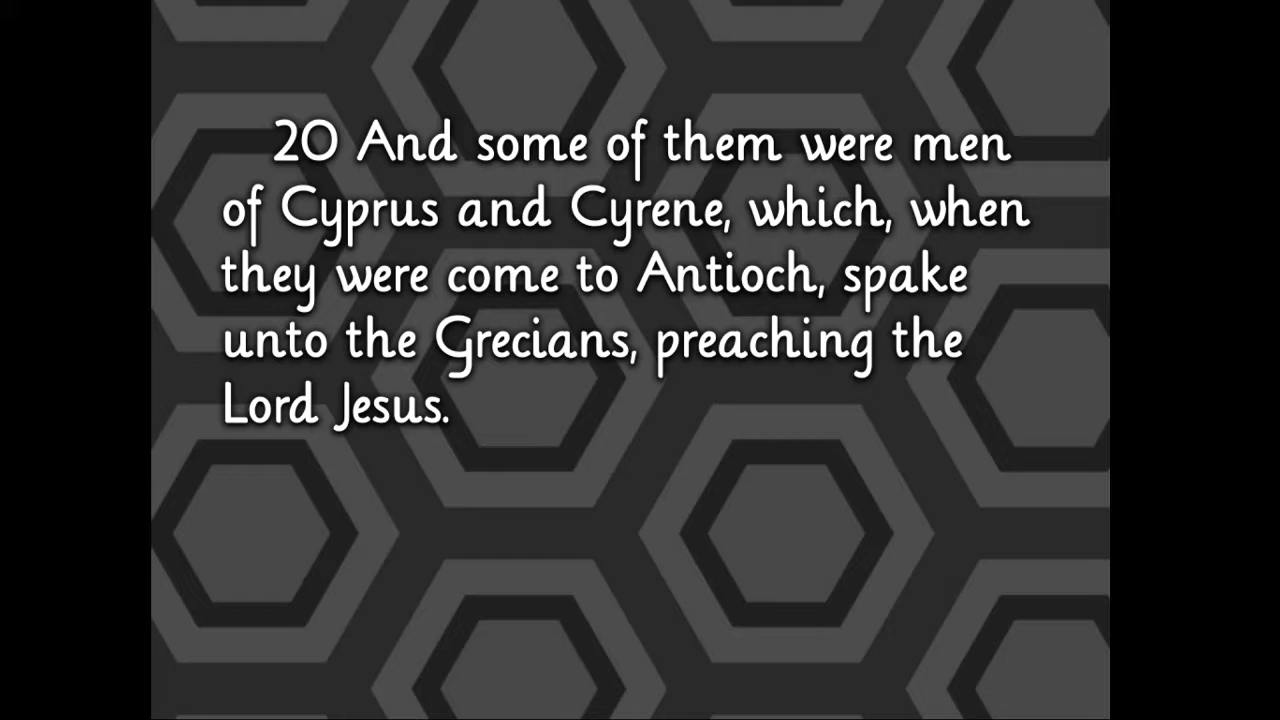 20 And some of them were men
of Cyprus and Cyrene, which, when
they were come to Antioch, spake
unto the Grecians, preaching the
Lord Jesus.